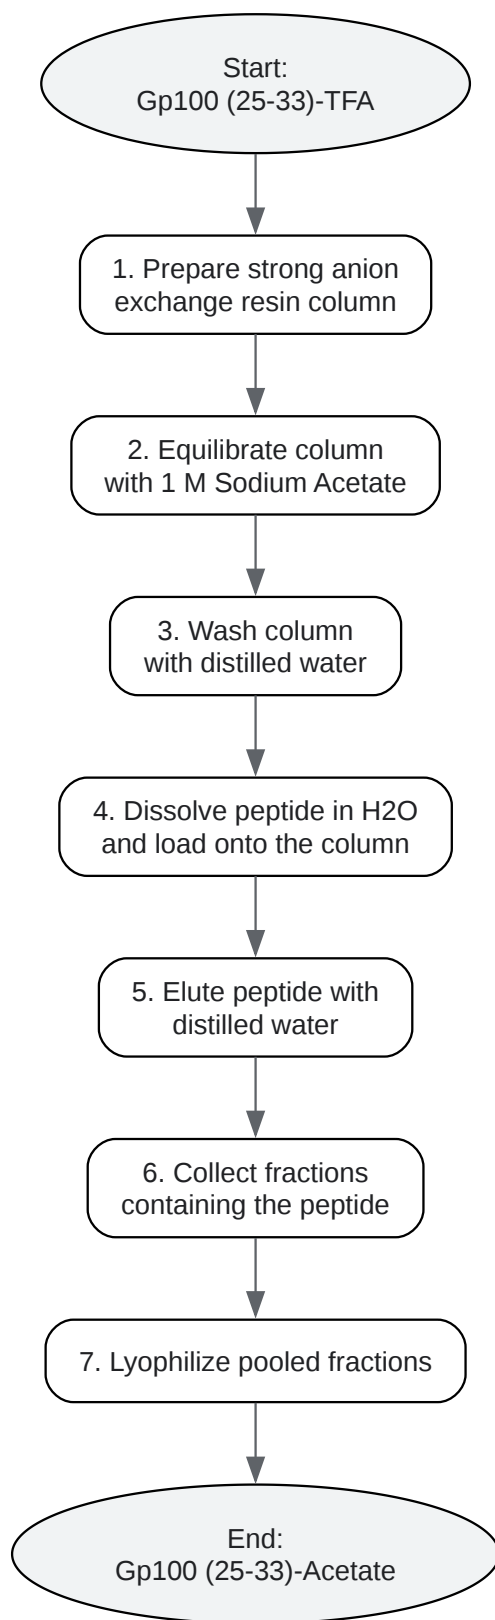 Start:
Gp100 (25-33)-TFA
1. Prepare strong anion
exchange resin column
2. Equilibrate column
with 1 M Sodium Acetate
3. Wash column
with distilled water
4. Dissolve peptide in H2O
and load onto the column
5. Elute peptide with
distilled water
6. Collect fractions
containing the peptide
7. Lyophilize pooled fractions
End:
Gp100 (25-33)-Acetate